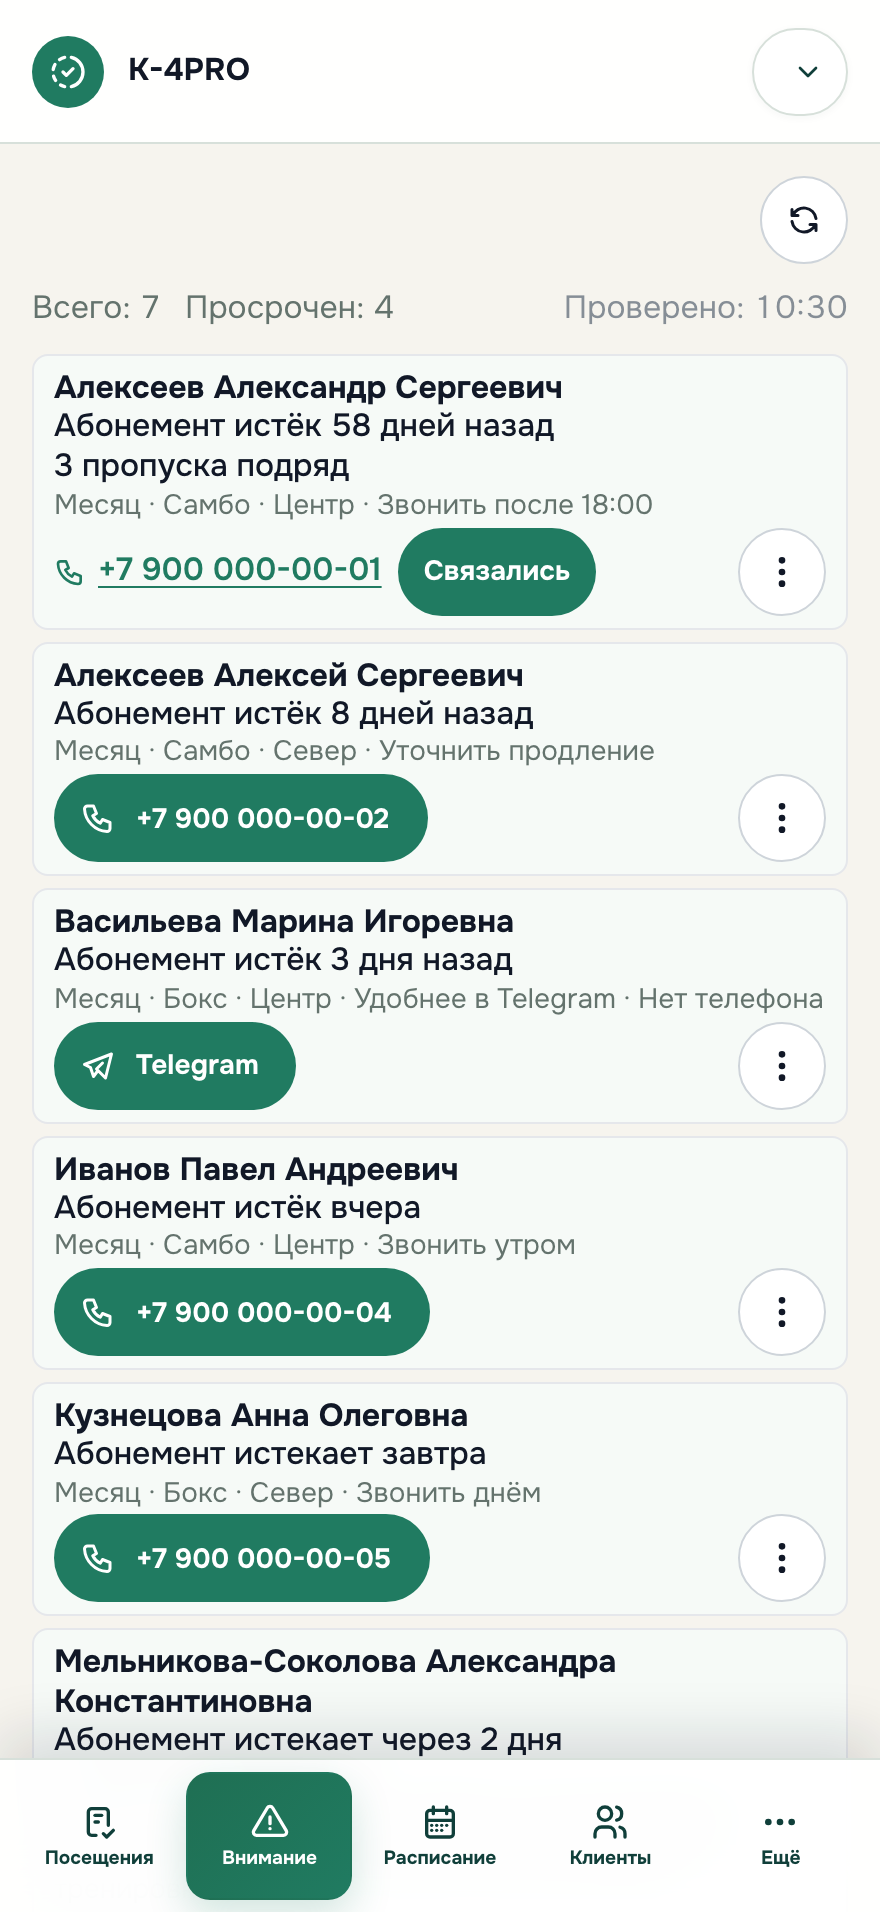 K-4PRO
Всего: 7 Просрочен: 4 Проверено: 10:30
Алексеев Александр Сергеевич
Абонемент истёк 58 дней назад
3 пропуска подряд
Месяц · Самбо · Центр · Звонить после 18:00
+7 900 000-00-01 Связались
Алексеев Алексей Сергеевич
Абонемент истёк 8 дней назад
Месяц · Самбо · Север · Уточнить продление
+7 900 000-00-02
Васильева Марина Игоревна
Абонемент истёк 3 дня назад
Месяц · Бокс · Центр · Удобнее в Telegram · Нет телефона
Telegram
Иванов Павел Андреевич
Абонемент истёк вчера
Месяц · Самбо · Центр · Звонить утром
+7 900 000-00-04
Кузнецова Анна Олеговна
Абонемент истекает завтра
Месяц · Бокс · Север · Звонить днём
+7 900 000-00-05
Мельникова-Соколова Александра
Константиновна
Абонемент истекает через 2 дня
Посещения Внимание Расписание Клиенты Ещё